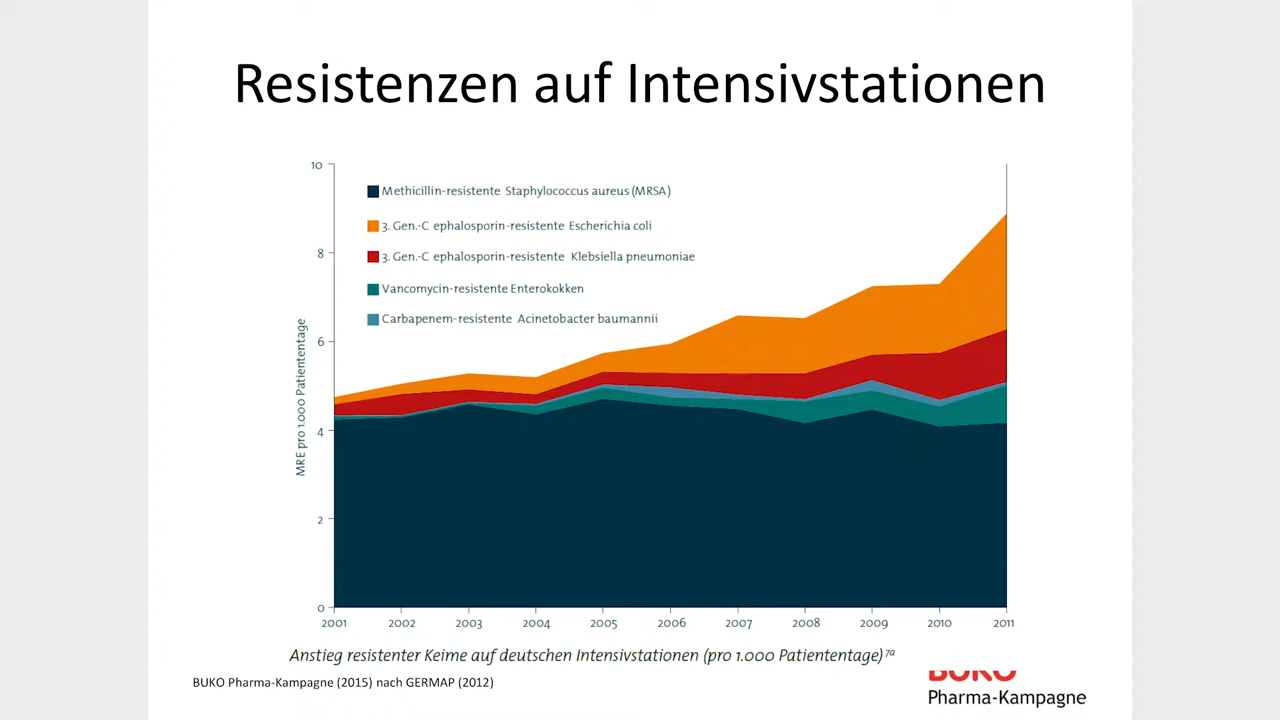 Resistenzen auf Intensivstationen
10
8
6
4
2
0
MRE pro 1.000 Patiententage
Methicillin-resistente Staphylococcus aureus (MRSA)
3. Gen.-C ephalosporin-resistente Escherichia coli
3. Gen.-C ephalosporin-resistente Klebsiella pneumoniae
Vancomycin-resistente Enterokokken
Carbapenem-resistente Acinetobacter baumannii
2001 2002 2003 2004 2005 2006 2007 2008 2009 2010 2011
Anstieg resistenter Keime auf deutschen Intensivstationen (pro 1.000 Patiententage)⁷ᵃ
BUKO Pharma-Kampagne (2015) nach GERMAP (2012)
BUKO
Pharma-Kampagne